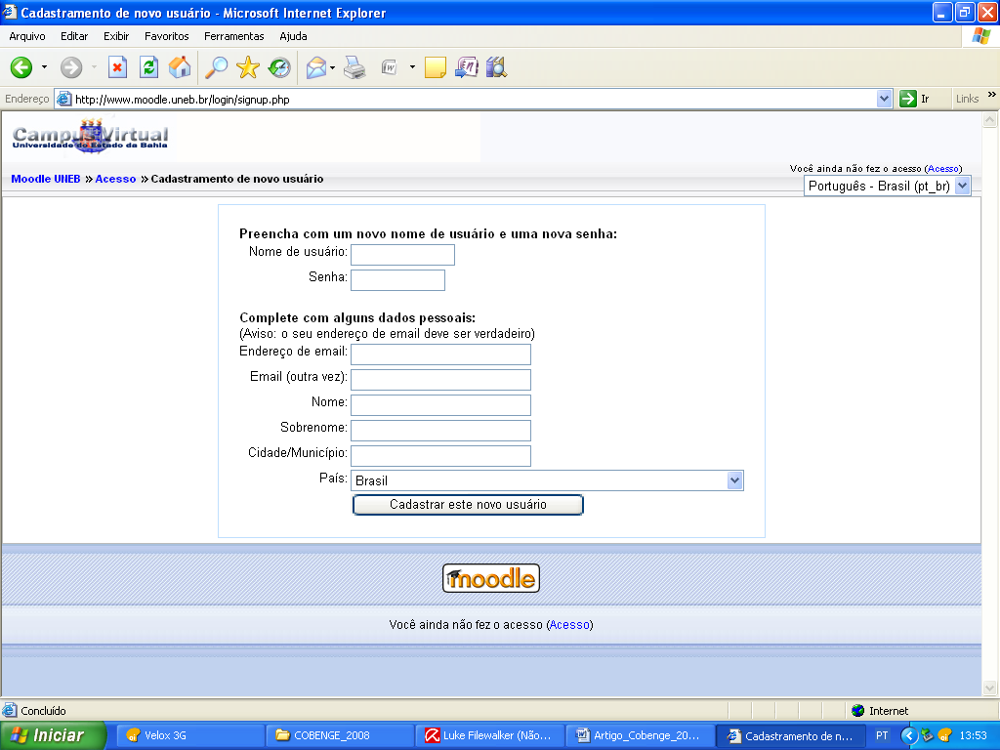 Cadastramento de novo usuário - Microsoft Internet Explorer
Arquivo Editar Exibir Favoritos Ferramentas Ajuda
Endereço http://www.moodle.uneb.br/login/signup.php Ir Links »
Campus Virtual
Universidade do Estado da Bahia
Você ainda não fez o acesso (Acesso)
Moodle UNEB » Acesso » Cadastramento de novo usuário
Português - Brasil (pt_br)
Preencha com um novo nome de usuário e uma nova senha:
Nome de usuário:
Senha:
Complete com alguns dados pessoais:
(Aviso: o seu endereço de email deve ser verdadeiro)
Endereço de email:
Email (outra vez):
Nome:
Sobrenome:
Cidade/Município:
País: Brasil
Cadastrar este novo usuário
moodle
Você ainda não fez o acesso (Acesso)
Concluído Internet
Iniciar Velox 3G COBENGE_2008 Luke Filewalker (Não... Artigo_Cobenge_20... Cadastramento de n... PT 13:53